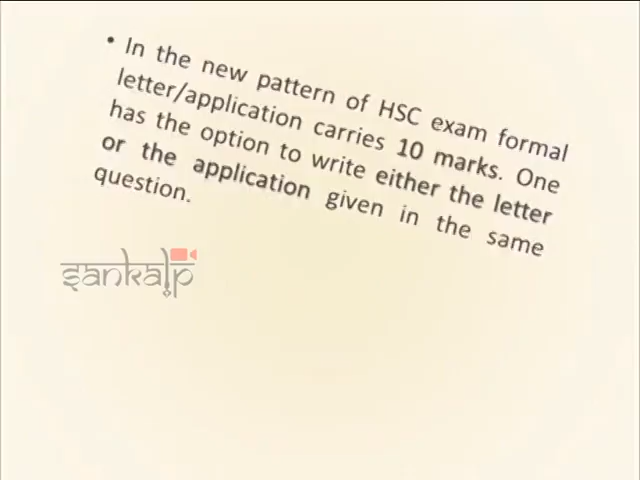 • In the new pattern of HSC exam formal
letter/application carries 10 marks. One
has the option to write either the letter
or the application given in the same
question.
sankalp